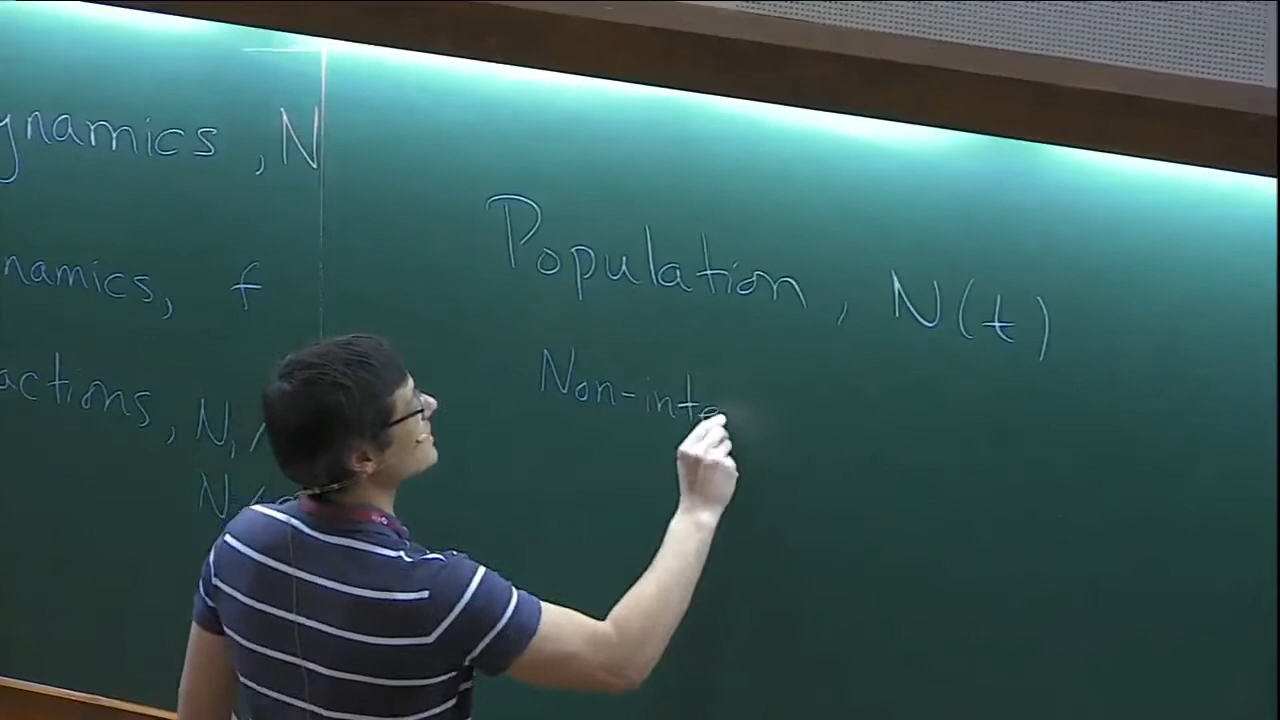 ynamics, N
namics, f
actions, N,
N
Population, N(t)
Non-inte